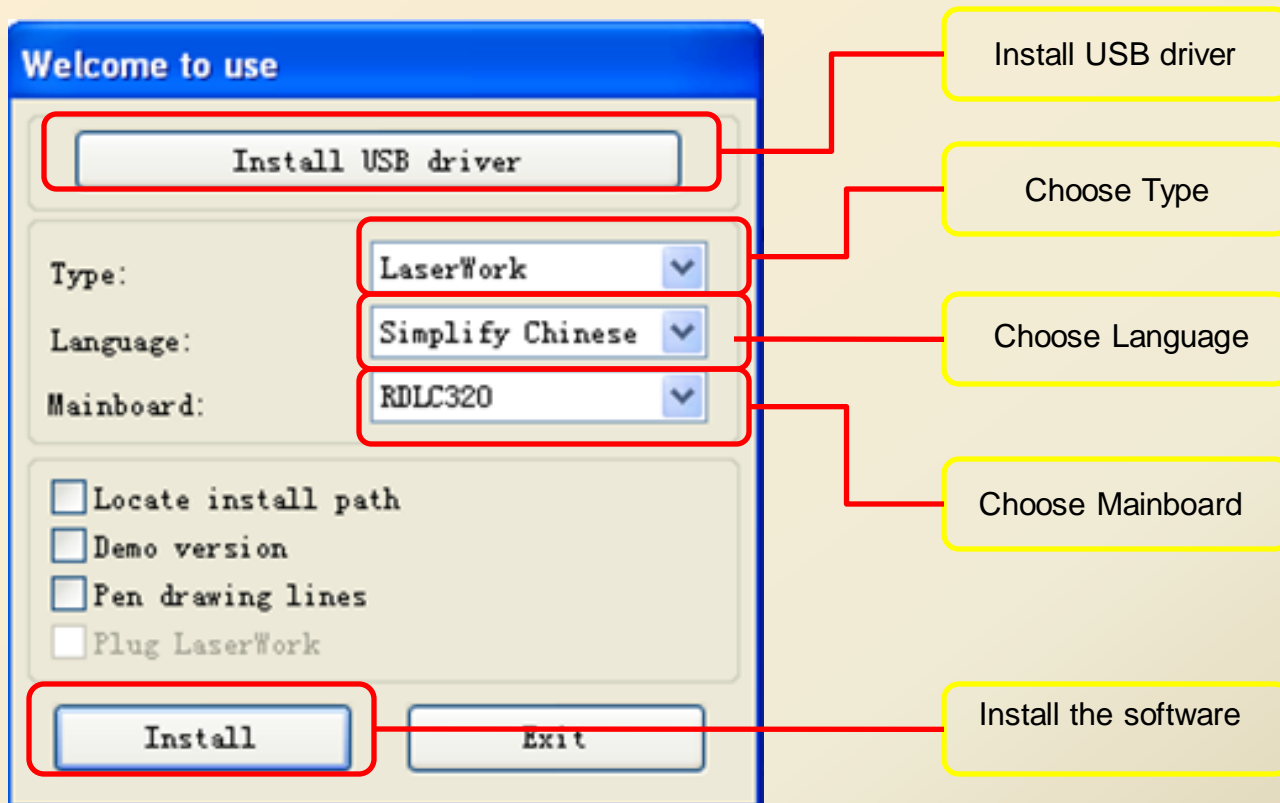 Welcome to use
Install USB driver
Install USB driver
Type:
LaserWork
Choose Type
Language:
Simplify Chinese
Choose Language
Mainboard:
RDLC320
Choose Mainboard
Locate install path
Demo version
Pen drawing lines
Plug LaserWork
Install
Exit
Install the software